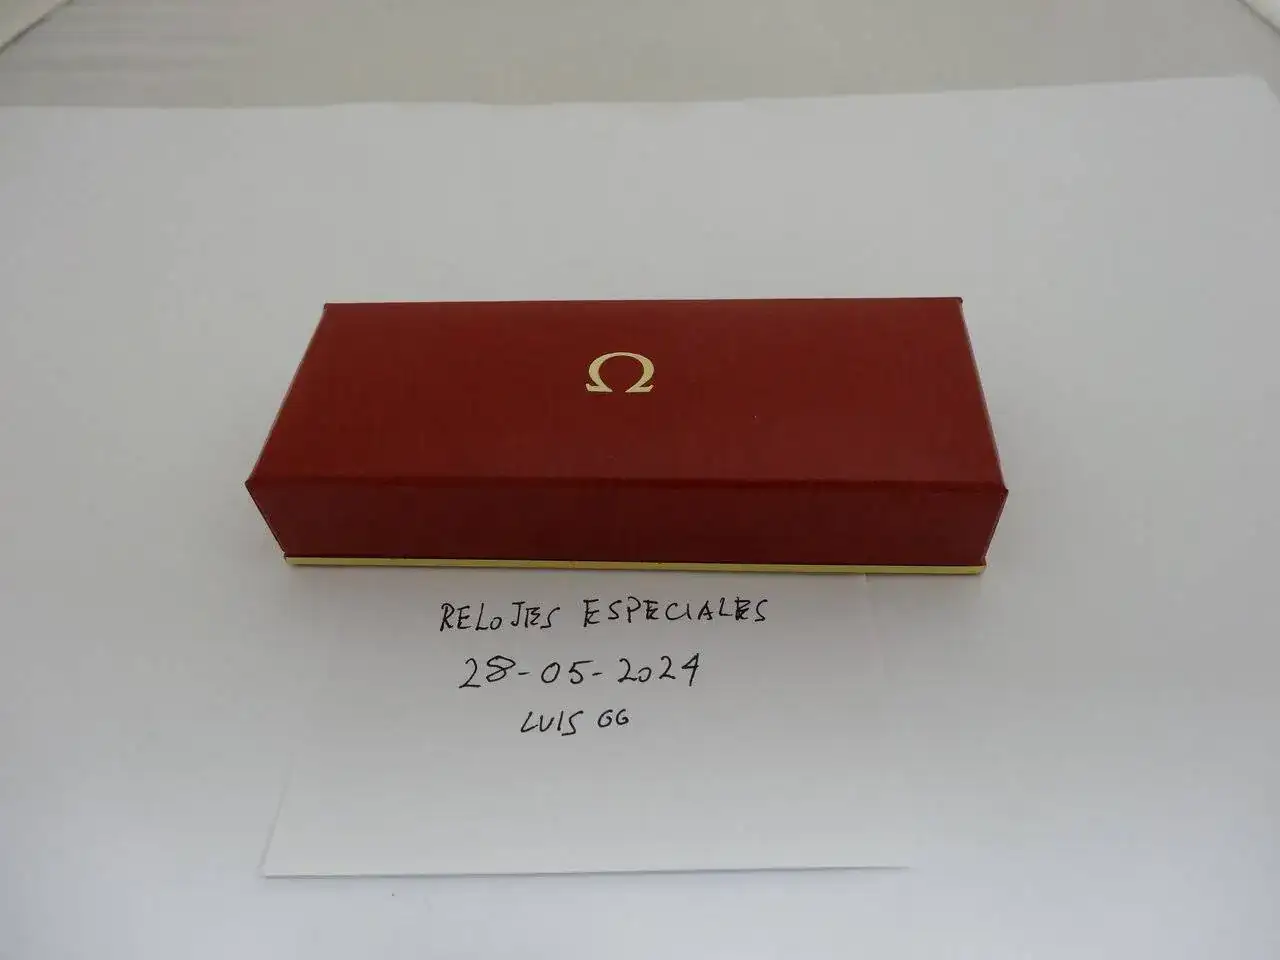 Ω
RELOJES ESPECIALES
28-05-2024
LUIS GG